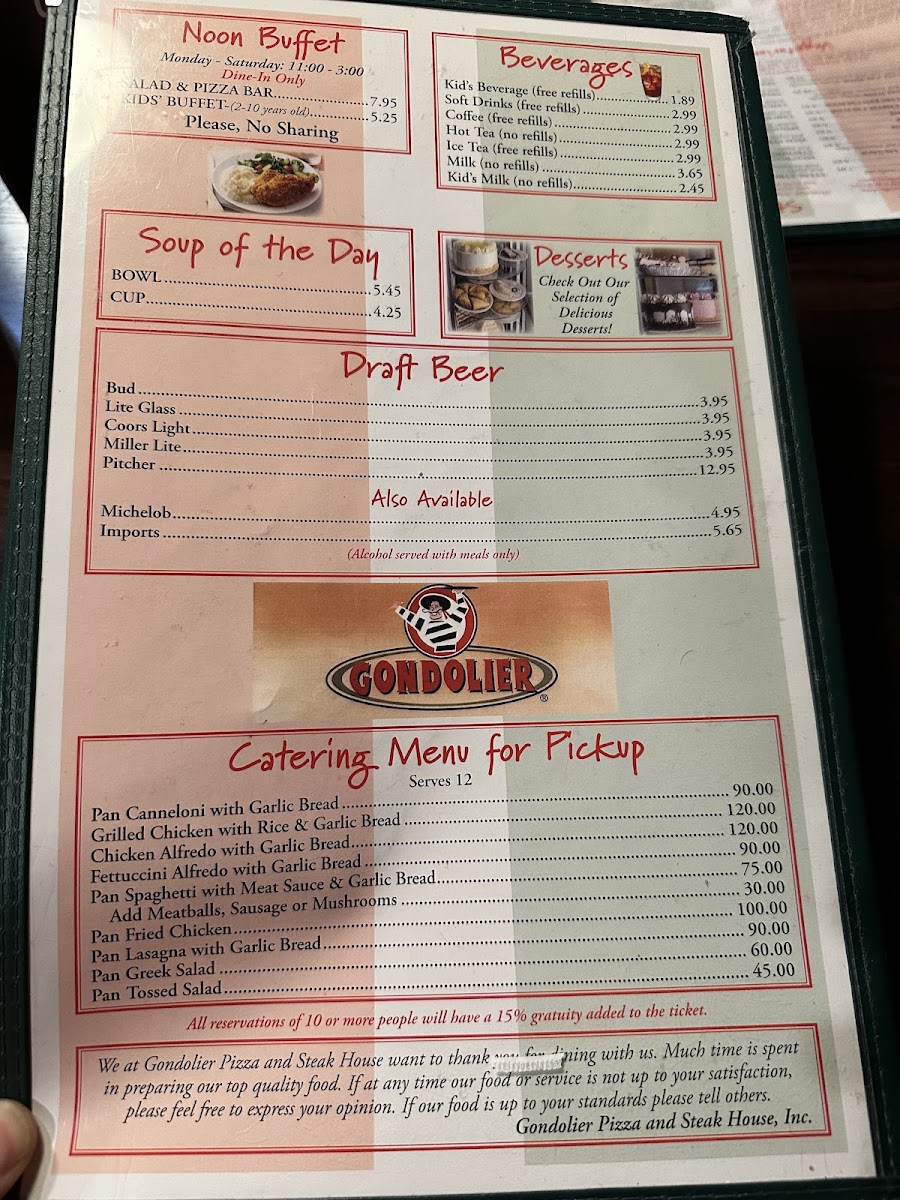 Noon Buffet
Monday - Saturday: 11:00 - 3:00
Dine-In Only
SALAD & PIZZA BAR 7.95
KIDS' BUFFET-(2-10 years old) 5.25
Please, No Sharing
Beverages
Kid's Beverage (free refills) 1.89
Soft Drinks (free refills) 2.99
Coffee (free refills) 2.99
Hot Tea (no refills) 2.99
Ice Tea (free refills) 2.99
Milk (no refills) 3.65
Kid's Milk (no refills) 2.45
Soup of the Day
BOWL 5.45
CUP 4.25
Desserts
Check Out Our
Selection of
Delicious
Desserts!
Draft Beer
Bud 3.95
Lite Glass 3.95
Coors Light 3.95
Miller Lite 3.95
Pitcher 12.95
Also Available
Michelob 4.95
Imports 5.65
(Alcohol served with meals only)
GONDOLIER®
Catering Menu for Pickup
Serves 12
Pan Canneloni with Garlic Bread 90.00
Grilled Chicken with Rice & Garlic Bread 120.00
Chicken Alfredo with Garlic Bread 120.00
Fettuccini Alfredo with Garlic Bread 90.00
Pan Spaghetti with Meat Sauce & Garlic Bread 75.00
Add Meatballs, Sausage or Mushrooms 30.00
Pan Fried Chicken 100.00
Pan Lasagna with Garlic Bread 90.00
Pan Greek Salad 60.00
Pan Tossed Salad 45.00
All reservations of 10 or more people will have a 15% gratuity added to the ticket.
We at Gondolier Pizza and Steak House want to thank you for dining with us. Much time is spent
in preparing our top quality food. If at any time our food or service is not up to your satisfaction,
please feel free to express your opinion. If our food is up to your standards please tell others.
Gondolier Pizza and Steak House, Inc.